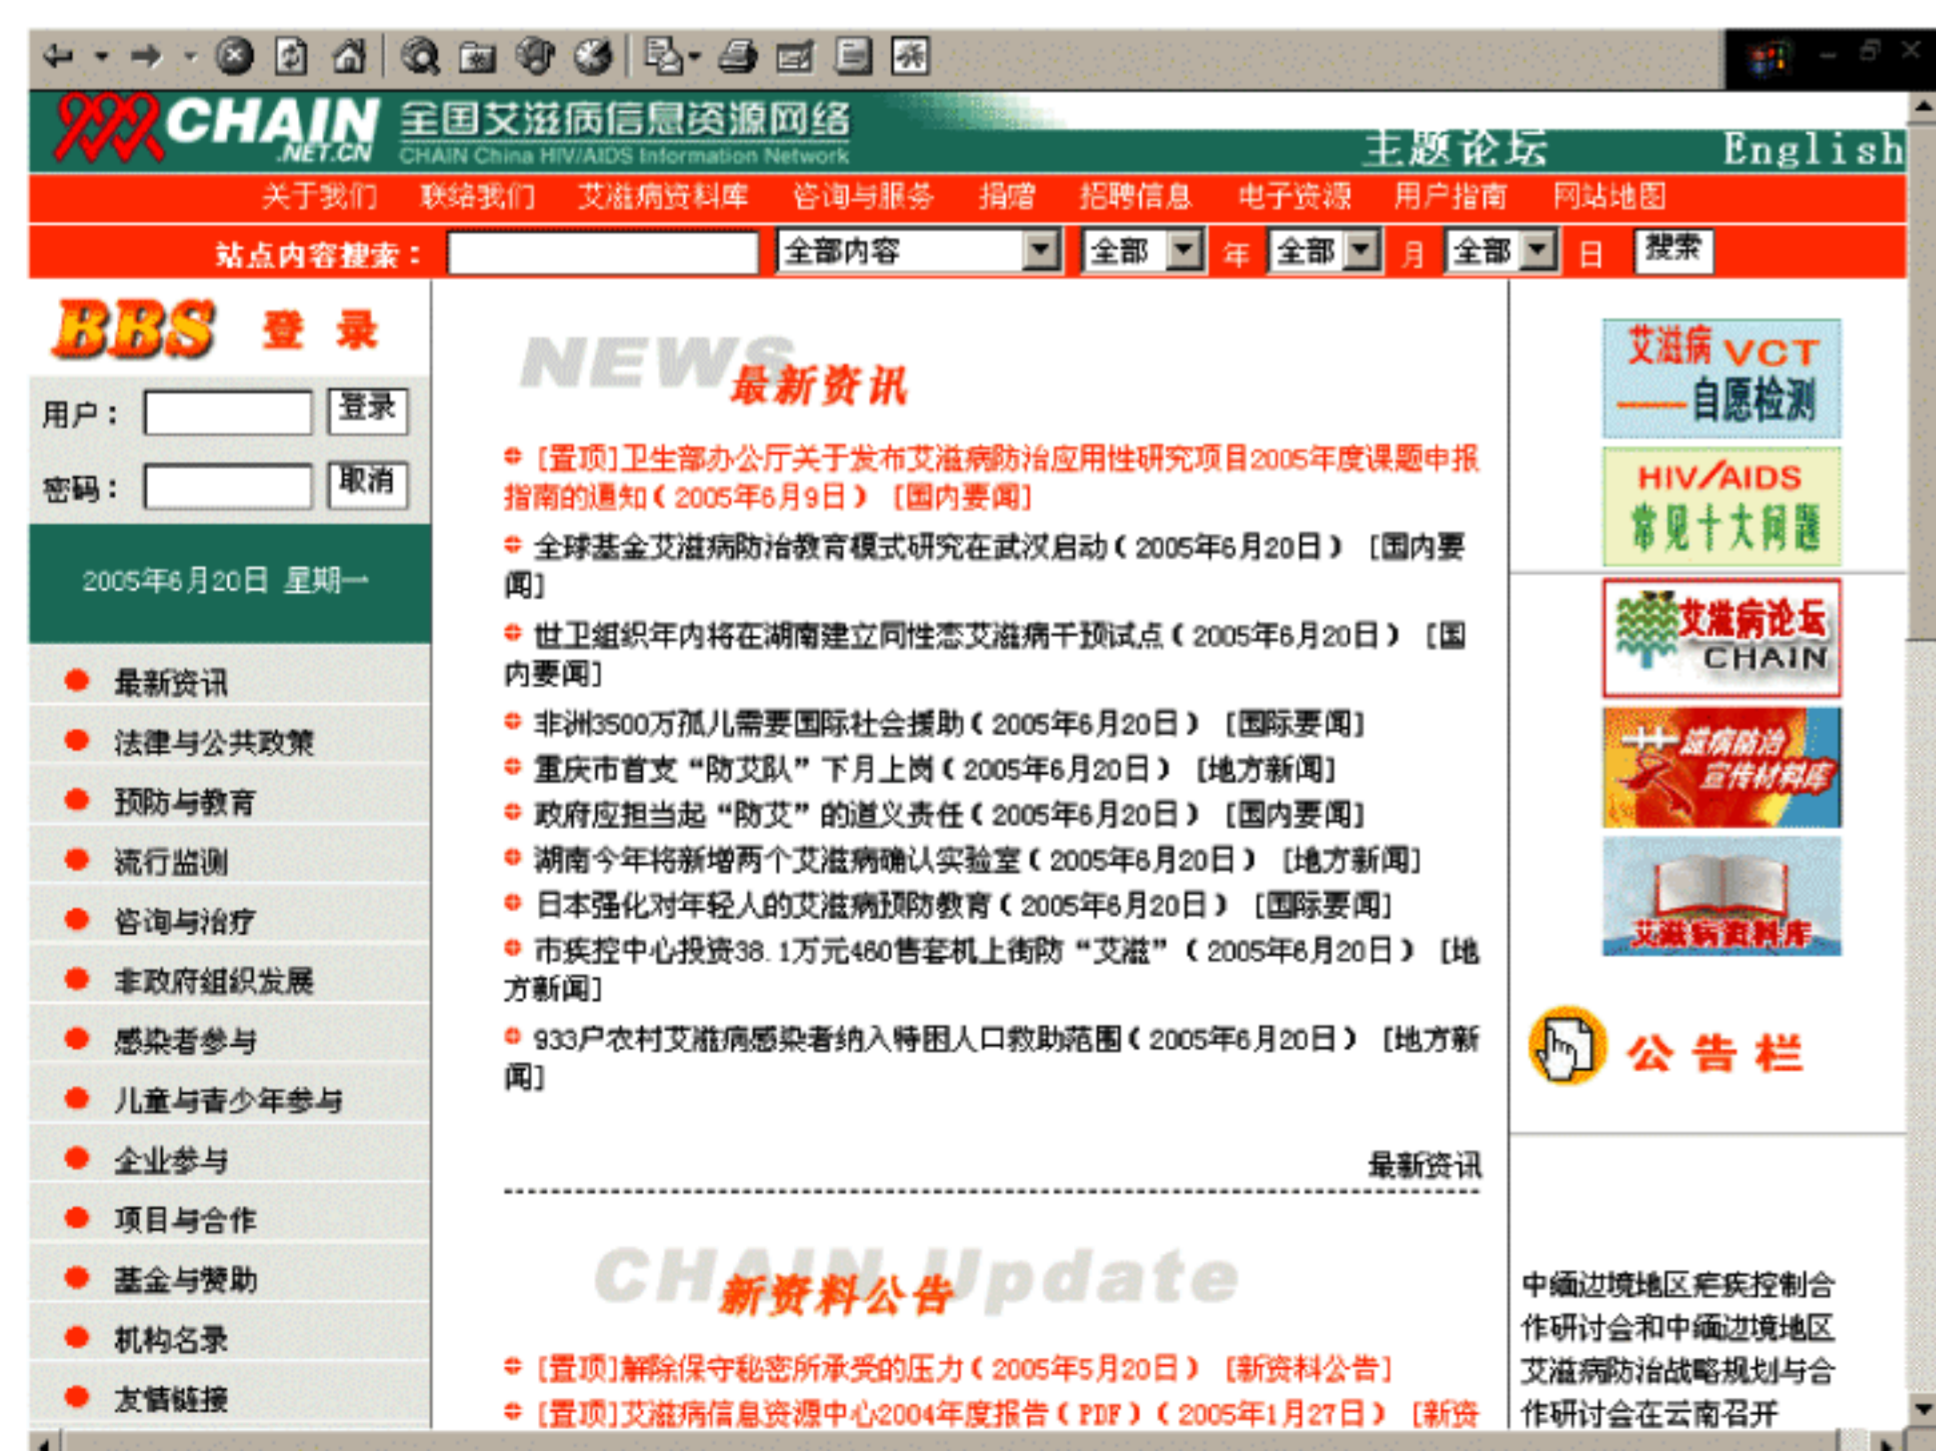 CHAIN
.NET.CN
全国艾滋病信息资源网络
CHAIN China HIV/AIDS Information Network
主题论坛 English
关于我们 联络我们 艾滋病资料库 咨询与服务 捐赠 招聘信息 电子资源 用户指南 网站地图
站点内容搜索： 全部内容 全部 年 全部 月 全部 日 搜索
BBS 登录
用户： 登录
密码： 取消
2005年6月20日 星期一
最新资讯
法律与公共政策
预防与教育
流行监测
咨询与治疗
非政府组织发展
感染者参与
儿童与青少年参与
企业参与
项目与合作
基金与赞助
机构名录
友情链接
NEWS
最新资讯
[置顶]卫生部办公厅关于发布艾滋病防治应用性研究项目2005年度课题申报
指南的通知(2005年6月9日) [国内要闻]
全球基金艾滋病防治教育模式研究在武汉启动(2005年6月20日) [国内要
闻]
世卫组织年内将在湖南建立同性恋艾滋病干预试点(2005年6月20日) [国
内要闻]
非洲3500万孤儿需要国际社会援助(2005年6月20日) [国际要闻]
重庆市首支“防艾队”下月上岗(2005年6月20日) [地方新闻]
政府应担当起“防艾”的道义责任(2005年6月20日) [国内要闻]
湖南今年将新增两个艾滋病确认实验室(2005年6月20日) [地方新闻]
日本强化对年轻人的艾滋病预防教育(2005年6月20日) [国际要闻]
市疾控中心投资38.1万元460售套机上街防“艾滋”(2005年6月20日) [地
方新闻]
933户农村艾滋病感染者纳入特困人口救助范围(2005年6月20日) [地方新
闻]
最新资讯
CHAIN Update
新资料公告
[置顶]解除保守秘密所承受的压力(2005年5月20日) [新资料公告]
[置顶]艾滋病信息资源中心2004年度报告(PDF)(2005年1月27日) [新资
艾滋病 VCT
——自愿检测
HIV/AIDS
常见十大问题
艾滋病论坛
CHAIN
滋病防治
宣传材料库
艾滋病资料库
公告栏
中缅边境地区疟疾控制合
作研讨会和中缅边境地区
艾滋病防治战略规划与合
作研讨会在云南召开